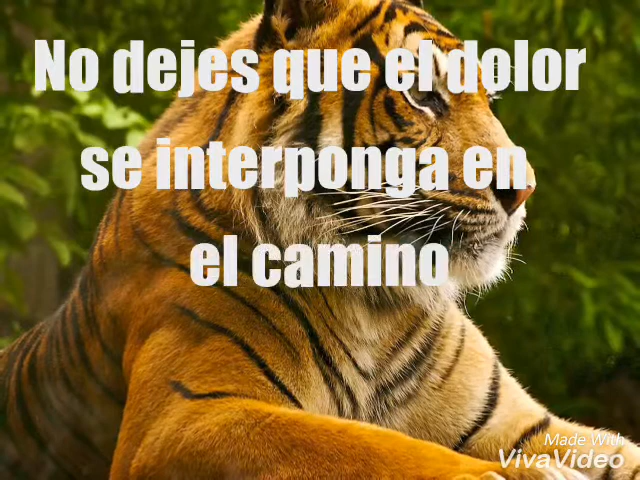 No dejes que el dolor
se interponga en
el camino
Made With
VivaVideo